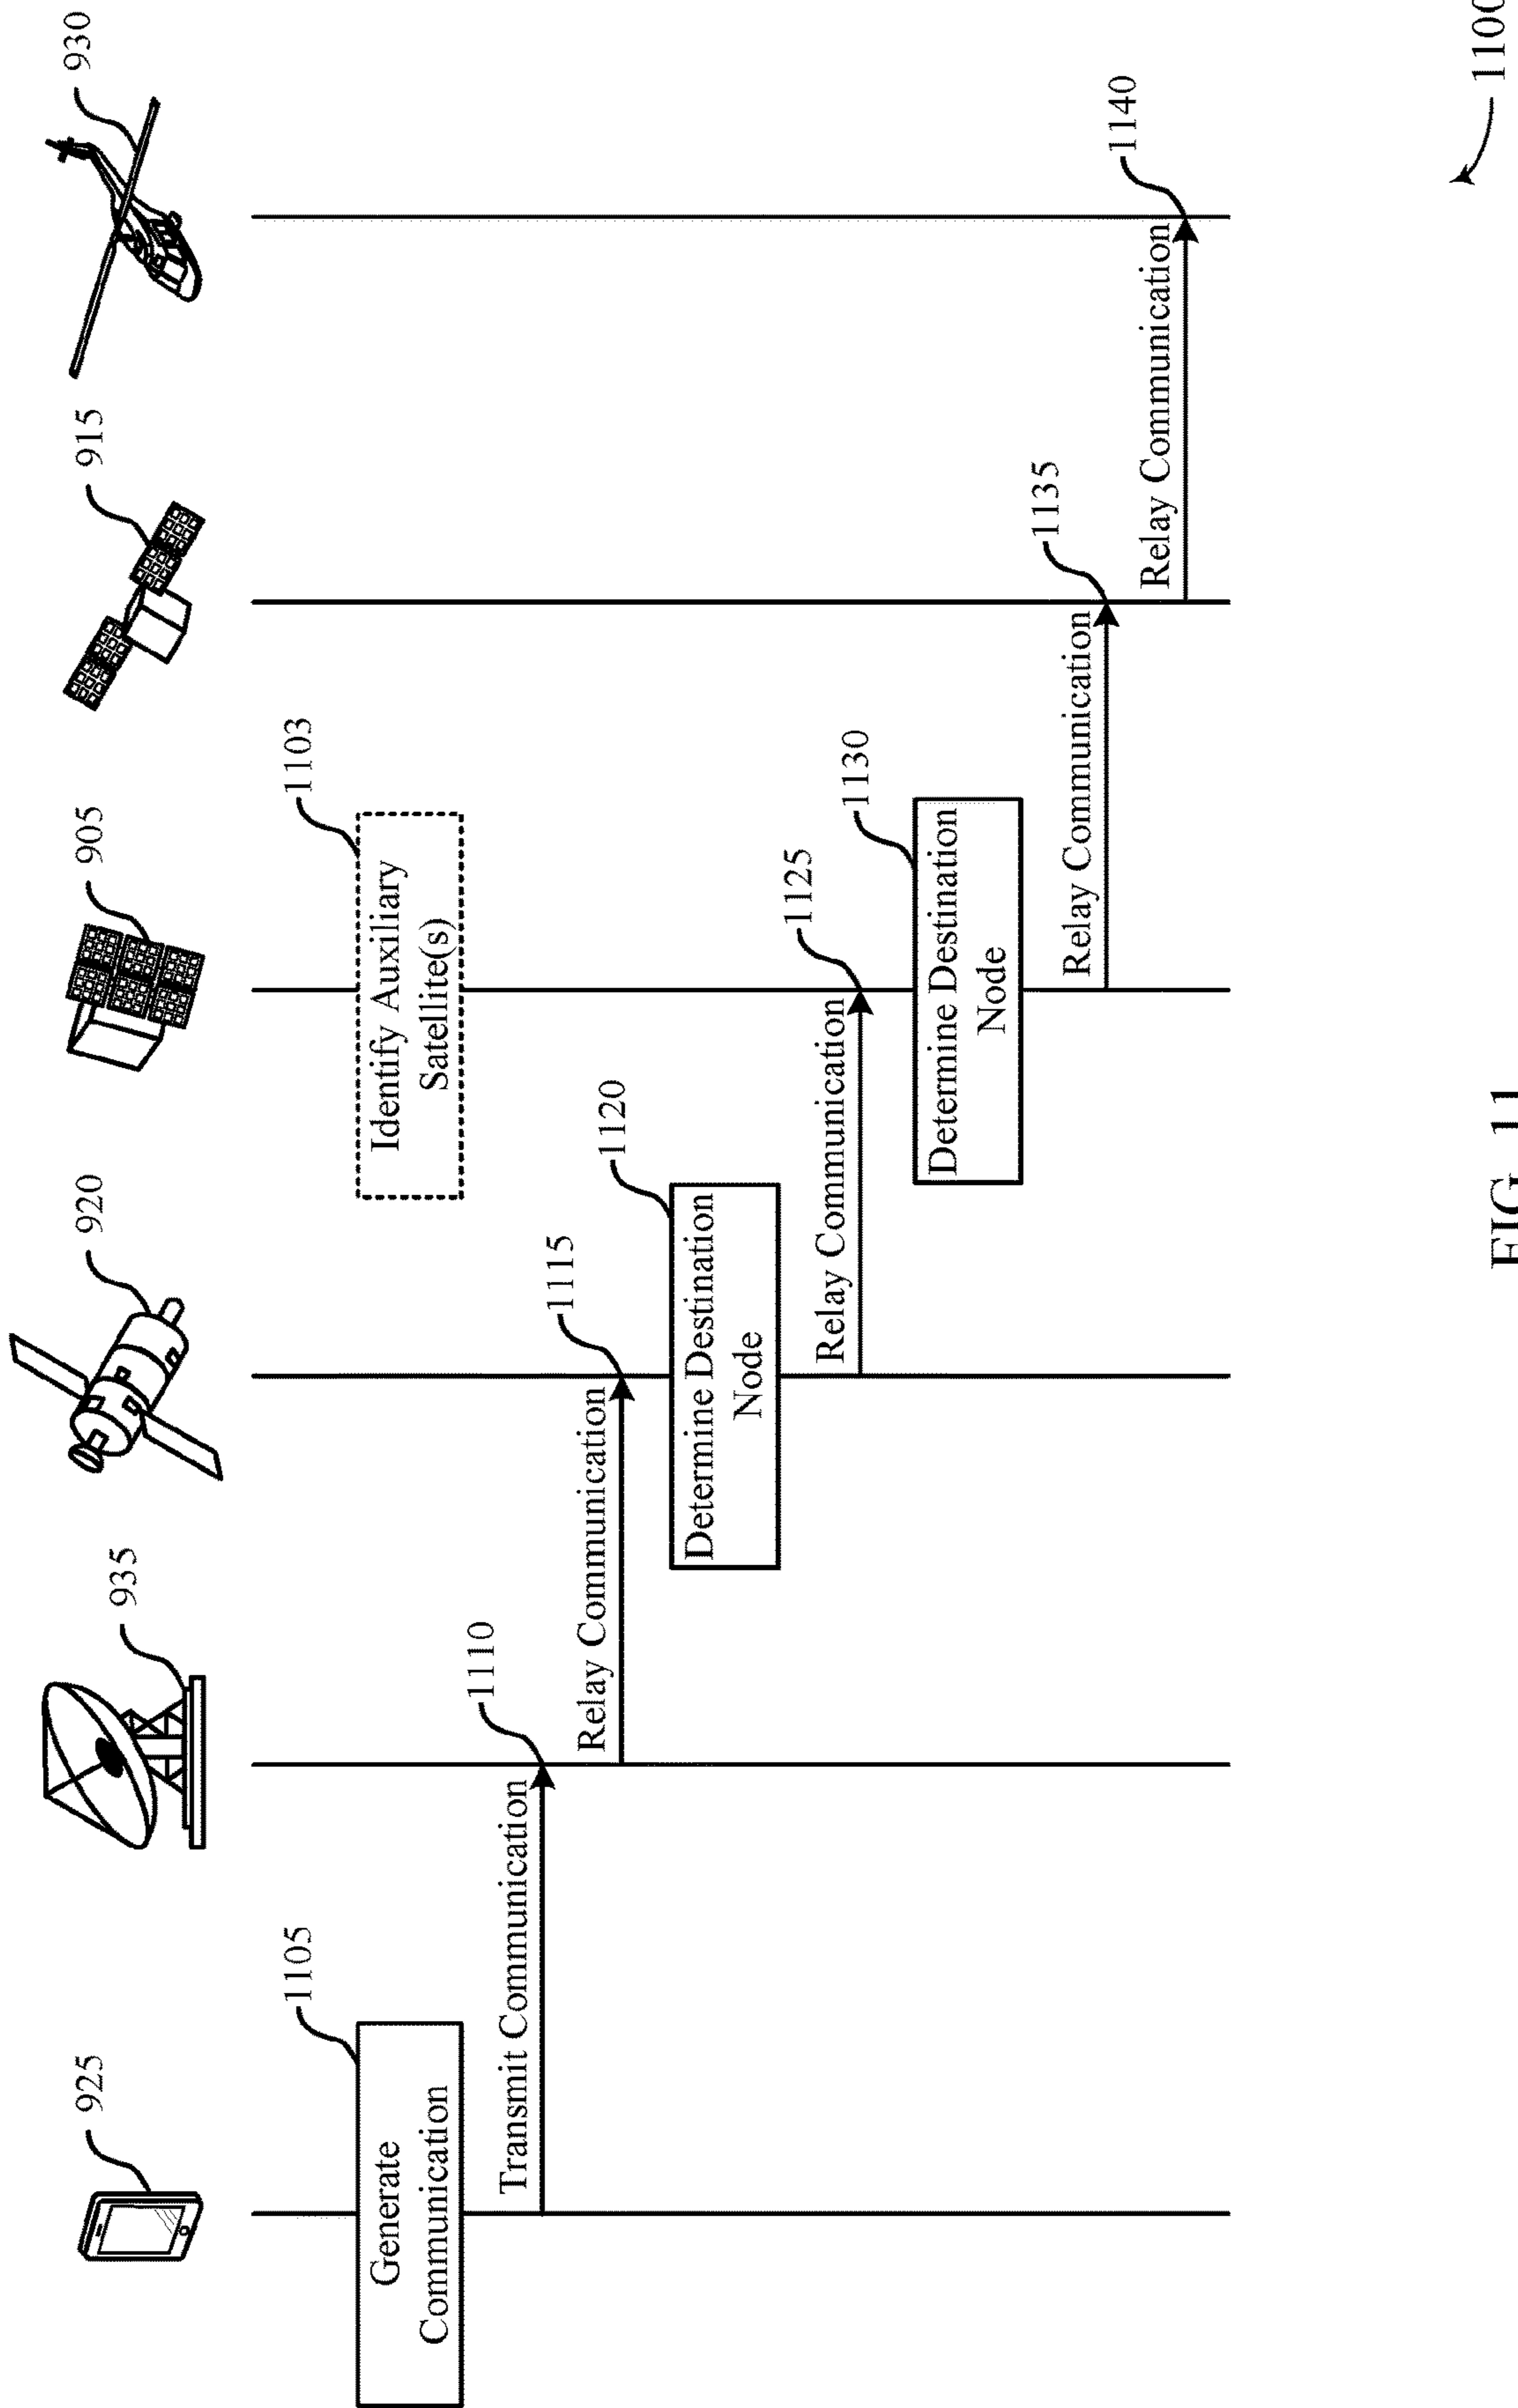 925
935
920
905
915
930
1105
Generate
Communication
1103
Identify Auxiliary
Satellite(s)
1110
Transmit Communication
1115
Relay Communication
1120
Determine Destination
Node
1125
Relay Communication
1130
Determine Destination
Node
1135
Relay Communication
1140
Relay Communication
1100
FIG. 11